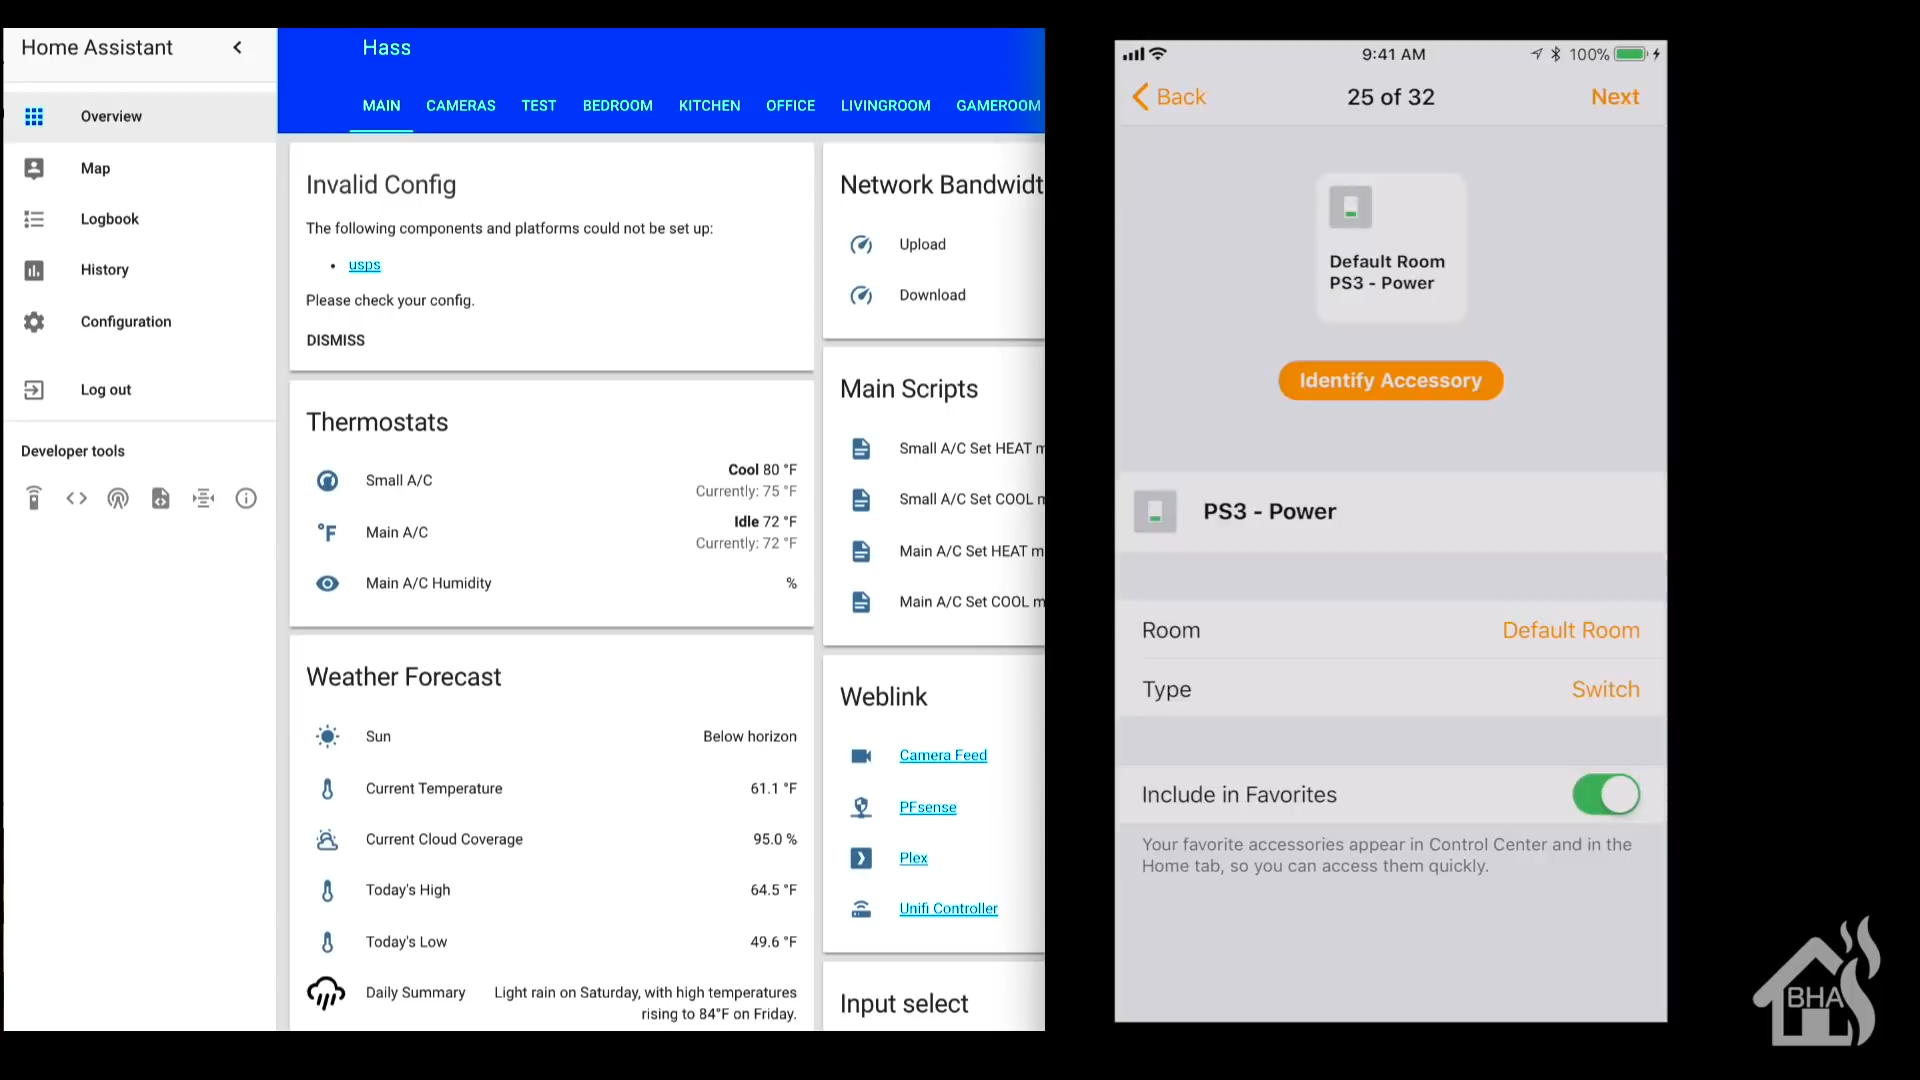 Home Assistant
Overview
Map
Logbook
History
Configuration
Log out
Developer tools
Hass
MAIN CAMERAS TEST BEDROOM KITCHEN OFFICE LIVINGROOM GAMEROOM
Invalid Config
The following components and platforms could not be set up:
• usps
Please check your config.
DISMISS
Thermostats
Small A/C Cool 80 °F
Currently: 75 °F
°F Main A/C Idle 72 °F
Currently: 72 °F
Main A/C Humidity %
Weather Forecast
Sun Below horizon
Current Temperature 61.1 °F
Current Cloud Coverage 95.0 %
Today's High 64.5 °F
Today's Low 49.6 °F
Daily Summary Light rain on Saturday, with high temperatures
rising to 84°F on Friday.
Network Bandwidt
Upload
Download
Main Scripts
Small A/C Set HEAT m
Small A/C Set COOL m
Main A/C Set HEAT m
Main A/C Set COOL m
Weblink
Camera Feed
PFsense
Plex
Unifi Controller
Input select
9:41 AM 100%
Back 25 of 32 Next
Default Room
PS3 - Power
Identify Accessory
PS3 - Power
Room Default Room
Type Switch
Include in Favorites
Your favorite accessories appear in Control Center and in the
Home tab, so you can access them quickly.
BHA